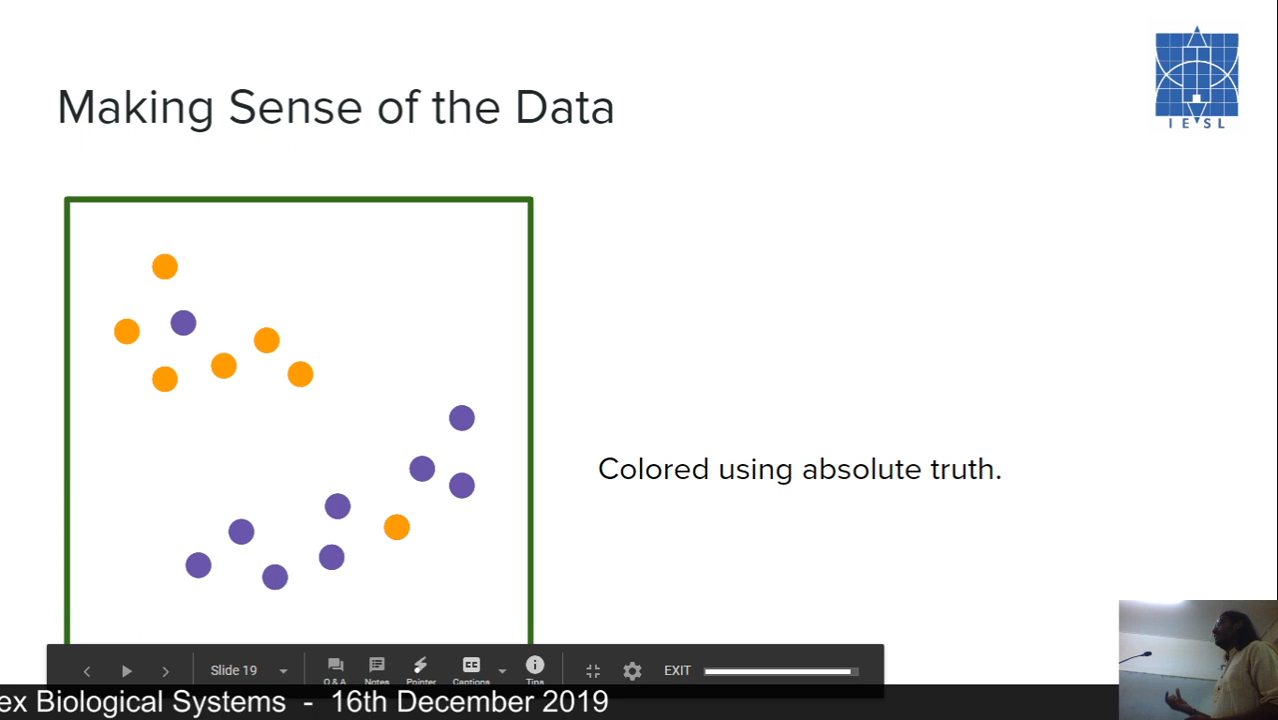 IESL
Making Sense of the Data
Colored using absolute truth.
Slide 19
Q & A
Notes
Pointer
Captions
Tips
EXIT
ex Biological Systems - 16th December 2019